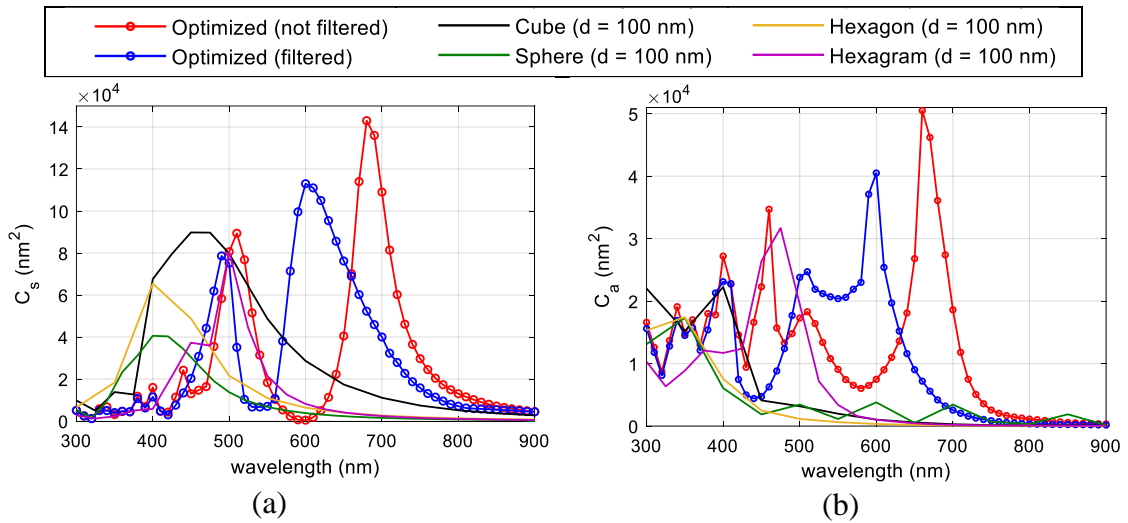 Optimized (not filtered) Cube (d = 100 nm) Hexagon (d = 100 nm)
Optimized (filtered) Sphere (d = 100 nm) Hexagram (d = 100 nm)
×10⁴
14
12
10
8
6
4
2
0
C_s (nm²)
300 400 500 600 700 800 900
wavelength (nm)
(a)
×10⁴
5
4
3
2
1
0
C_a (nm²)
300 400 500 600 700 800 900
wavelength (nm)
(b)